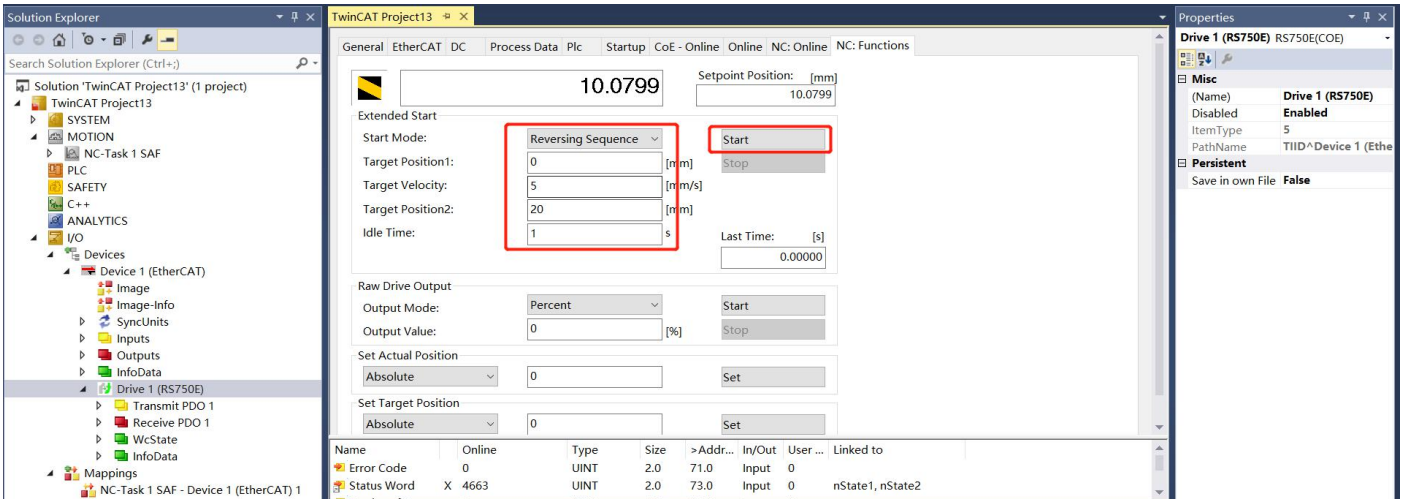 Solution Explorer
Search Solution Explorer (Ctrl+;)
Solution 'TwinCAT Project13' (1 project)
TwinCAT Project13
SYSTEM
MOTION
NC-Task 1 SAF
PLC
SAFETY
C++
ANALYTICS
I/O
Devices
Device 1 (EtherCAT)
Image
Image-Info
SyncUnits
Inputs
Outputs
InfoData
Drive 1 (RS750E)
Transmit PDO 1
Receive PDO 1
WcState
InfoData
Mappings
NC-Task 1 SAF - Device 1 (EtherCAT) 1
TwinCAT Project13
General EtherCAT DC Process Data Plc Startup CoE - Online Online NC: Online NC: Functions
10.0799
Setpoint Position: [mm]
10.0799
Extended Start
Start Mode: Reversing Sequence Start
Target Position1: 0 [mm] Stop
Target Velocity: 5 [mm/s]
Target Position2: 20 [mm]
Idle Time: 1 s
Last Time: [s]
0.00000
Raw Drive Output
Output Mode: Percent Start
Output Value: 0 [%] Stop
Set Actual Position
Absolute 0 Set
Set Target Position
Absolute 0 Set
Name Online Type Size >Addr... In/Out User ... Linked to
Error Code 0 UINT 2.0 71.0 Input 0
Status Word X 4663 UINT 2.0 73.0 Input 0 nState1, nState2
Properties
Drive 1 (RS750E) RS750E(COE)
Misc
(Name) Drive 1 (RS750E)
Disabled Enabled
ItemType 5
PathName TIID^Device 1 (Ethe
Persistent
Save in own File False